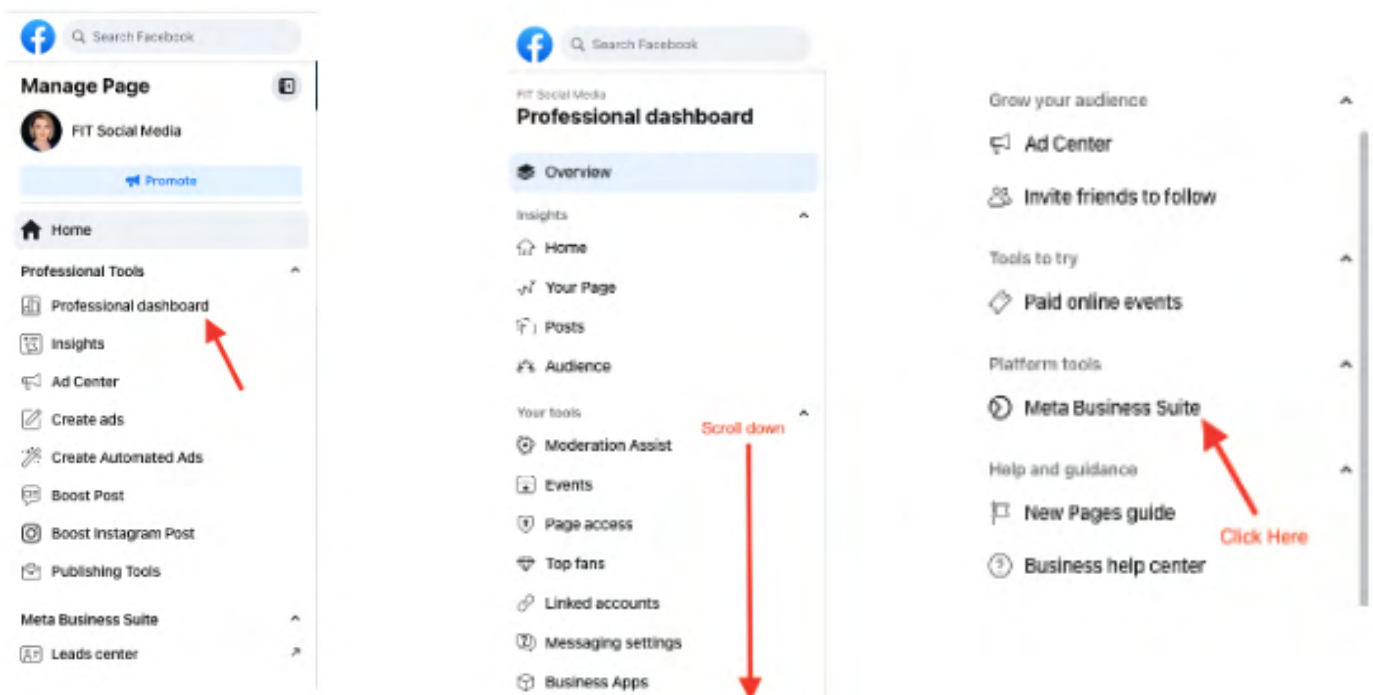 Search Facebook
Manage Page
FIT Social Media
Promote
Home
Professional Tools
Professional dashboard
Insights
Ad Center
Create ads
Create Automated Ads
Boost Post
Boost Instagram Post
Publishing Tools
Meta Business Suite
Leads center
Search Facebook
FIT Social Media
Professional dashboard
Overview
Insights
Home
Your Page
Posts
Audience
Your tools
Scroll down
Moderation Assist
Events
Page access
Top fans
Linked accounts
Messaging settings
Business Apps
Grow your audience
Ad Center
Invite friends to follow
Tools to try
Paid online events
Platform tools
Meta Business Suite
Help and guidance
New Pages guide
Click Here
Business help center